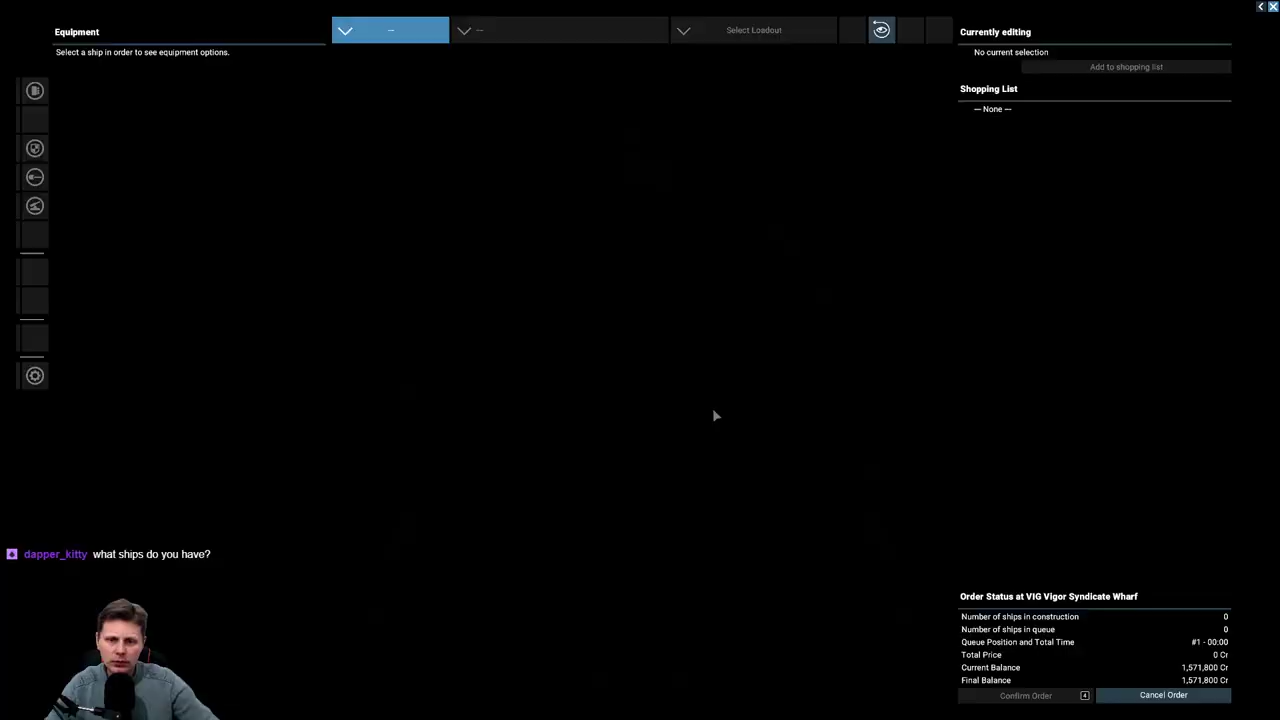 Equipment
Select a ship in order to see equipment options.
--
--
Select Loadout
Currently editing
No current selection
Add to shopping list
Shopping List
— None —
dapper_kitty what ships do you have?
Order Status at VIG Vigor Syndicate Wharf
Number of ships in construction 0
Number of ships in queue 0
Queue Position and Total Time #1 - 00:00
Total Price 0 Cr
Current Balance 1,571,800 Cr
Final Balance 1,571,800 Cr
Confirm Order 4
Cancel Order